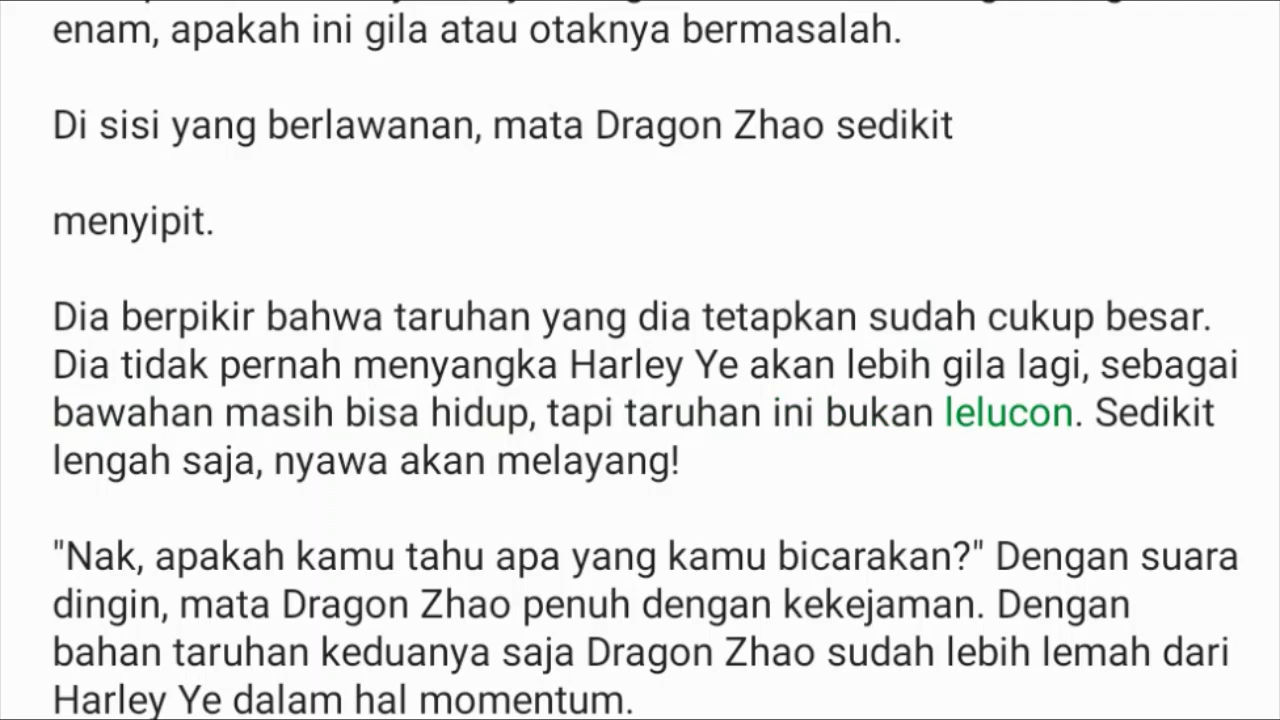 enam, apakah ini gila atau otaknya bermasalah.
Di sisi yang berlawanan, mata Dragon Zhao sedikit
menyipit.
Dia berpikir bahwa taruhan yang dia tetapkan sudah cukup besar.
Dia tidak pernah menyangka Harley Ye akan lebih gila lagi, sebagai
bawahan masih bisa hidup, tapi taruhan ini bukan lelucon. Sedikit
lengah saja, nyawa akan melayang!
"Nak, apakah kamu tahu apa yang kamu bicarakan?" Dengan suara
dingin, mata Dragon Zhao penuh dengan kekejaman. Dengan
bahan taruhan keduanya saja Dragon Zhao sudah lebih lemah dari
Harley Ye dalam hal momentum.